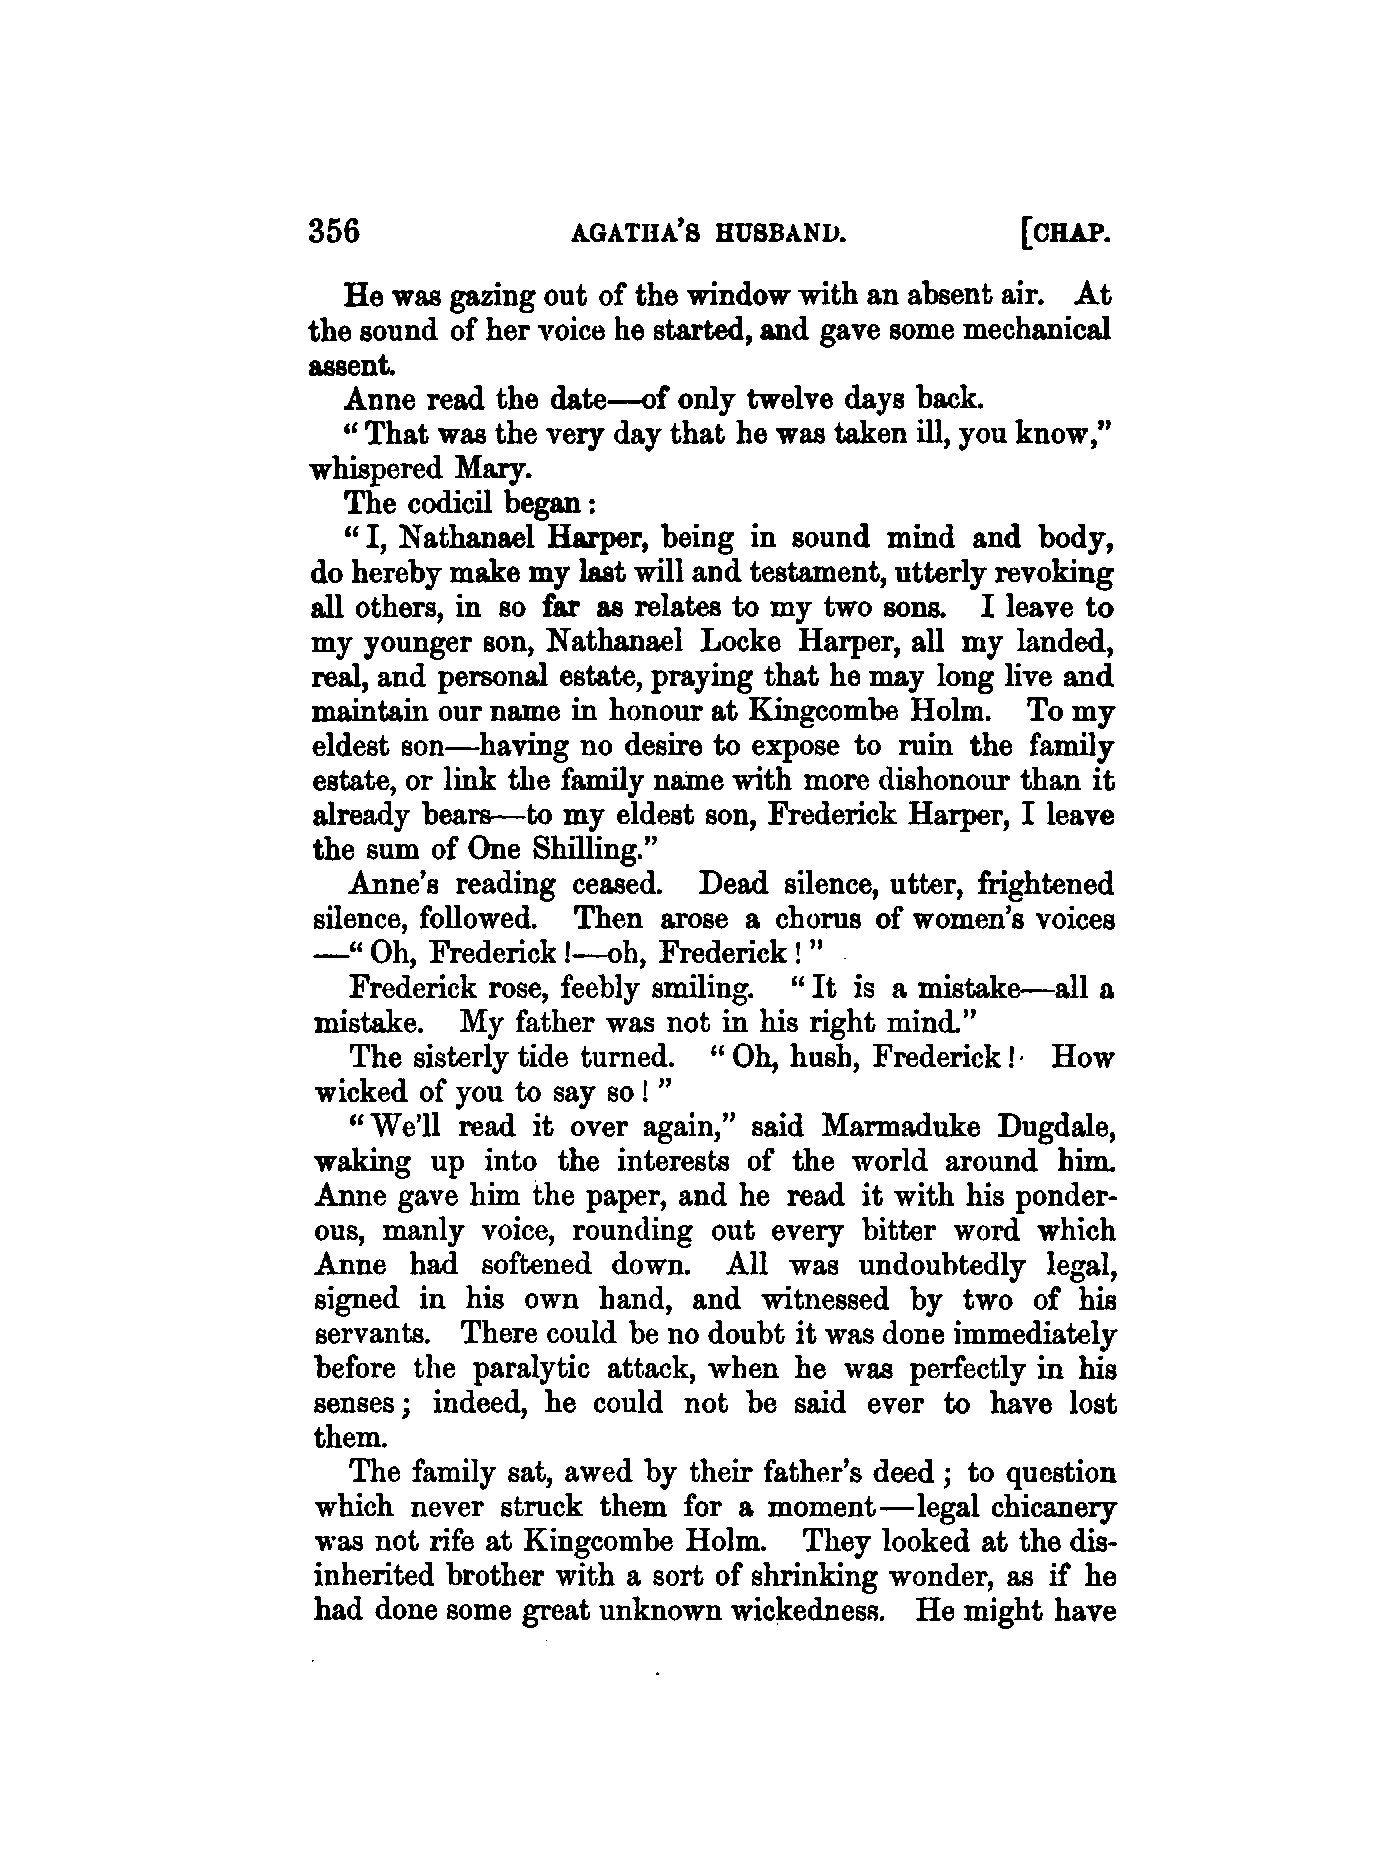 356 AGATHA'S HUSBAND. [CHAP.
He was gazing out of the window with an absent air. At
the sound of her voice he started, and gave some mechanical
assent.
Anne read the date—of only twelve days back.
"That was the very day that he was taken ill, you know,"
whispered Mary.
The codicil began:
"I, Nathanael Harper, being in sound mind and body,
do hereby make my last will and testament, utterly revoking
all others, in so far as relates to my two sons. I leave to
my younger son, Nathanael Locke Harper, all my landed,
real, and personal estate, praying that he may long live and
maintain our name in honour at Kingcombe Holm. To my
eldest son—having no desire to expose to ruin the family
estate, or link the family name with more dishonour than it
already bears—to my eldest son, Frederick Harper, I leave
the sum of One Shilling."
Anne's reading ceased. Dead silence, utter, frightened
silence, followed. Then arose a chorus of women's voices
—"Oh, Frederick!—oh, Frederick!"
Frederick rose, feebly smiling. "It is a mistake—all a
mistake. My father was not in his right mind."
The sisterly tide turned. "Oh, hush, Frederick! How
wicked of you to say so!"
"We'll read it over again," said Marmaduke Dugdale,
waking up into the interests of the world around him.
Anne gave him the paper, and he read it with his ponder-
ous, manly voice, rounding out every bitter word which
Anne had softened down. All was undoubtedly legal,
signed in his own hand, and witnessed by two of his
servants. There could be no doubt it was done immediately
before the paralytic attack, when he was perfectly in his
senses; indeed, he could not be said ever to have lost
them.
The family sat, awed by their father's deed; to question
which never struck them for a moment—legal chicanery
was not rife at Kingcombe Holm. They looked at the dis-
inherited brother with a sort of shrinking wonder, as if he
had done some great unknown wickedness. He might have